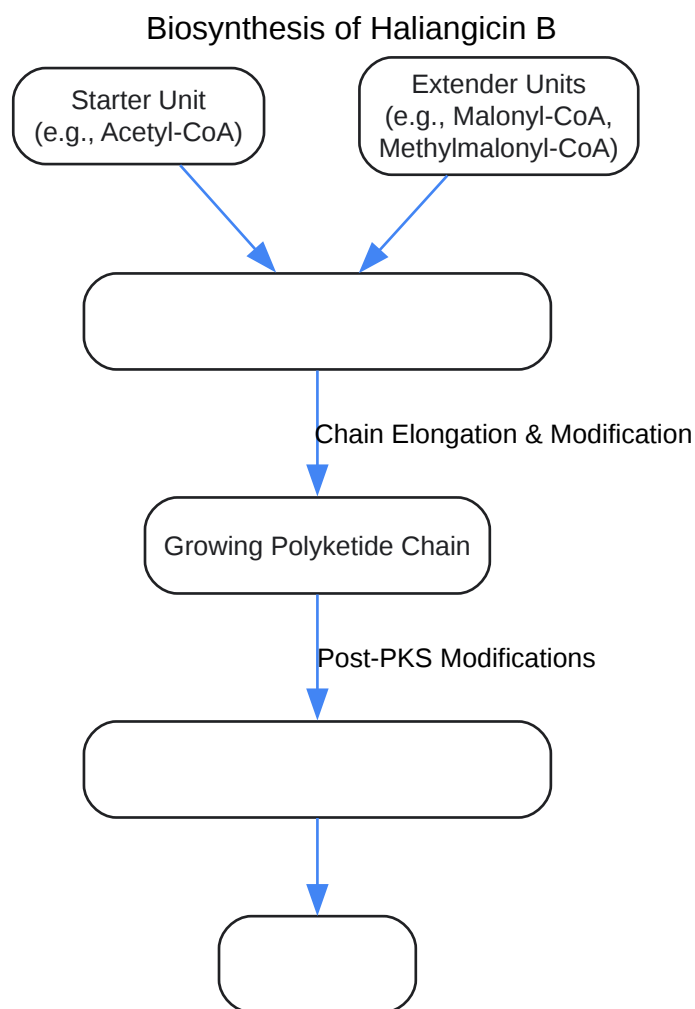 Biosynthesis of Haliangicin B
Starter Unit
(e.g., Acetyl-CoA)
Extender Units
(e.g., Malonyl-CoA,
Methylmalonyl-CoA)
Chain Elongation & Modification
Growing Polyketide Chain
Post-PKS Modifications